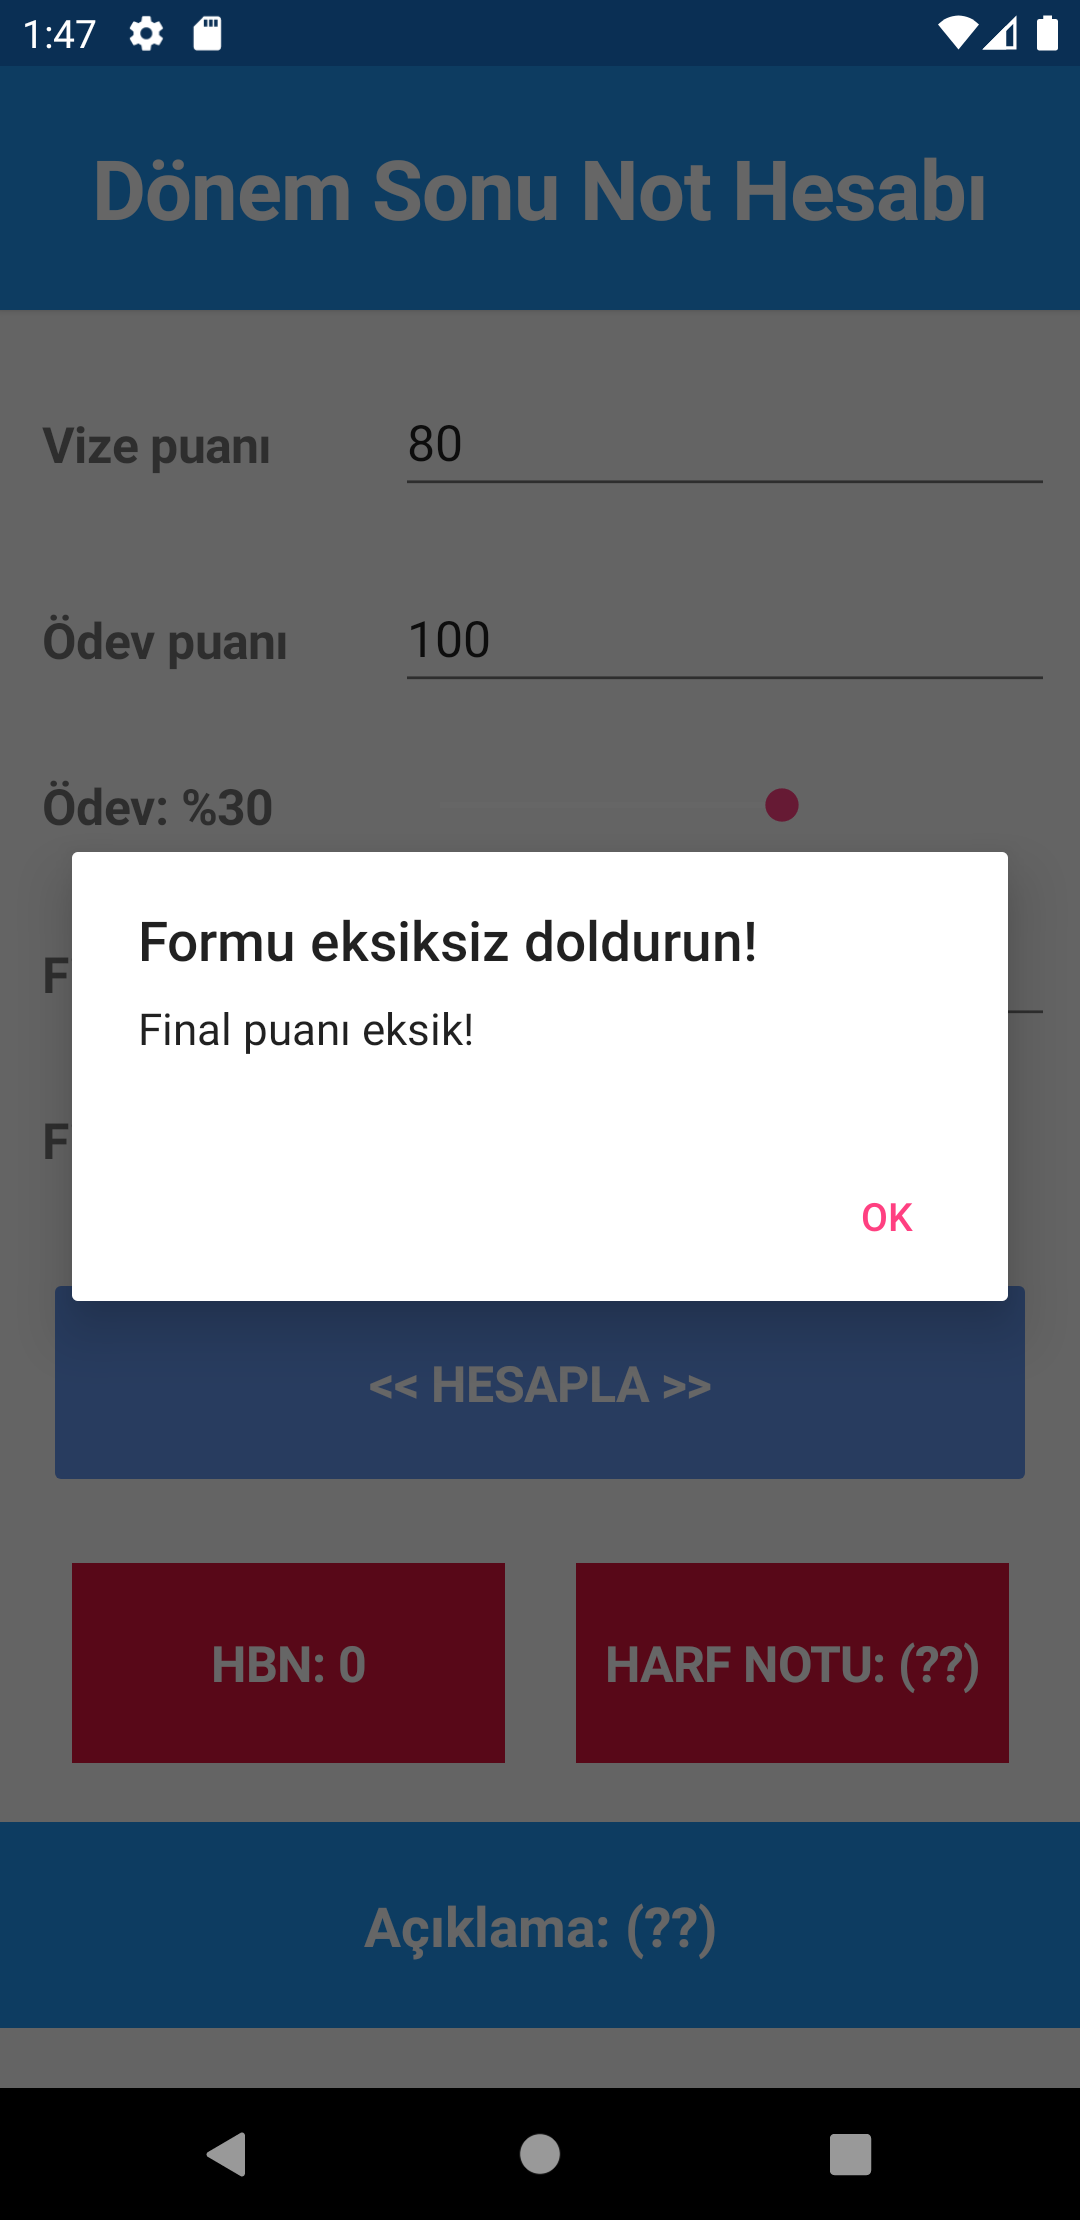 1:47
Dönem Sonu Not Hesabı
Vize puanı 80
Ödev puanı 100
Ödev: %30
Formu eksiksiz doldurun!
Final puanı eksik!
OK
<< HESAPLA >>
HBN: 0 HARF NOTU: (??)
Açıklama: (??)